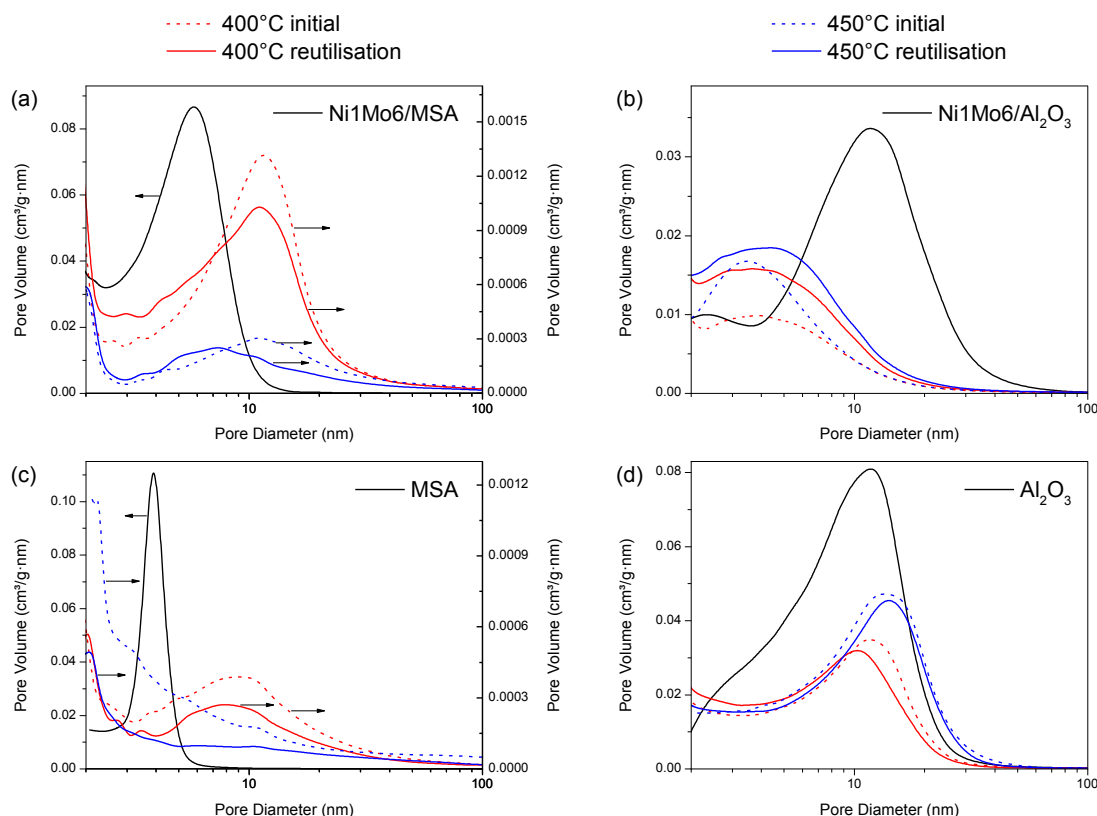 400°C initial
400°C reutilisation
450°C initial
450°C reutilisation
(a)
Ni1Mo6/MSA
Pore Volume (cm³/g·nm)
0.08
0.06
0.04
0.02
0.00
0.0015
0.0012
0.0009
0.0006
0.0003
0.0000
Pore Volume (cm³/g·nm)
10
100
Pore Diameter (nm)
(b)
Ni1Mo6/Al₂O₃
Pore Volume (cm³/g·nm)
0.03
0.02
0.01
0.00
10
100
Pore Diameter (nm)
(c)
MSA
Pore Volume (cm³/g·nm)
0.10
0.08
0.06
0.04
0.02
0.00
0.0012
0.0009
0.0006
0.0003
0.0000
Pore Volume (cm³/g·nm)
10
100
Pore Diameter (nm)
(d)
Al₂O₃
Pore Volume (cm³/g·nm)
0.08
0.06
0.04
0.02
0.00
10
100
Pore Diameter (nm)